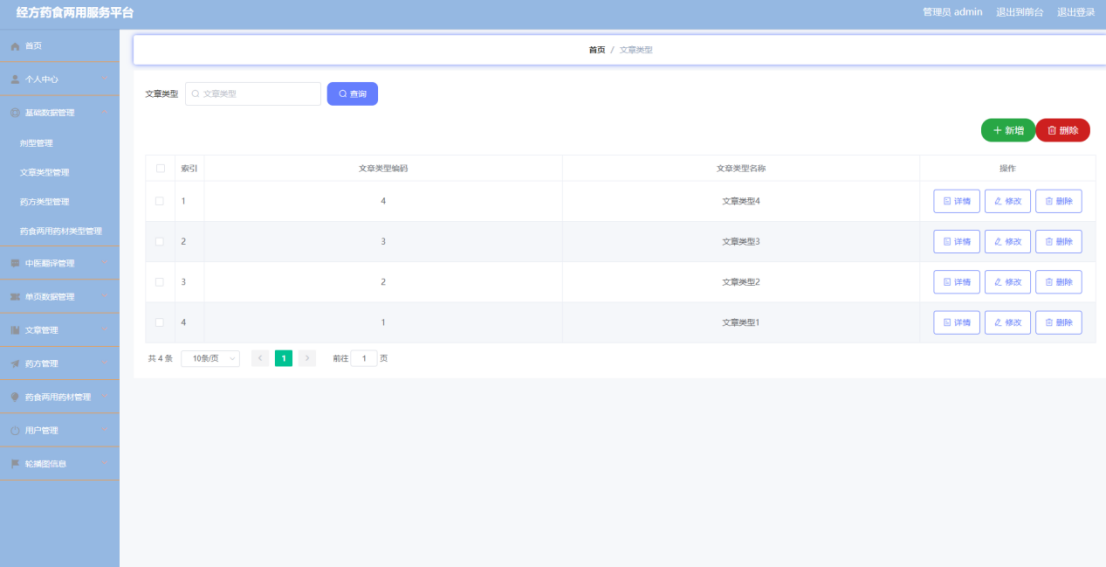 经方药食两用服务平台 管理员 admin 退出到前台 退出登录
首页
首页 / 文章类型
个人中心
文章类型 文章类型 查询
基础数据管理
新增 删除
剂型管理
索引 文章类型编码 文章类型名称 操作
文章类型管理
1 4 文章类型4 详情 修改 删除
药方类型管理
药食两用药材类型管理
2 3 文章类型3 详情 修改 删除
中医翻译管理
3 2 文章类型2 详情 修改 删除
单页数据管理
4 1 文章类型1 详情 修改 删除
文章管理
共 4 条 10条/页 1 前往 1 页
药方管理
药食两用药材管理
用户管理
轮播图信息